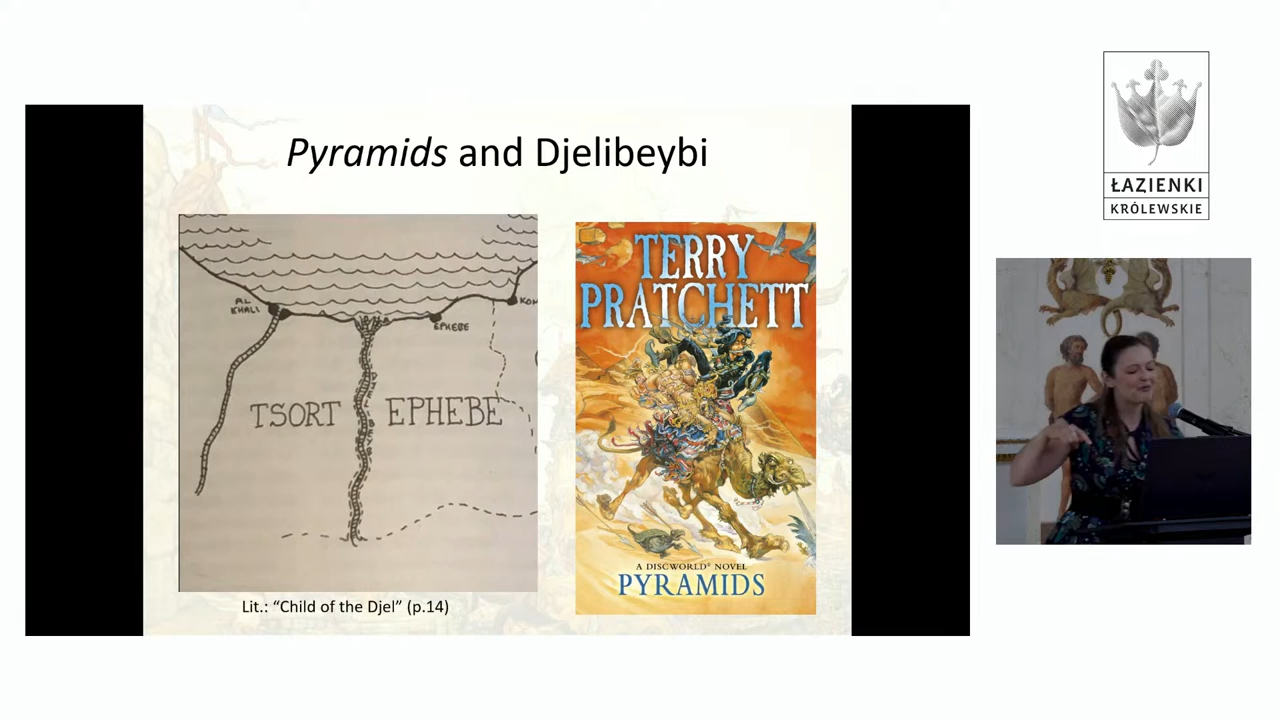 Pyramids and Djelibeybi
AL
KHALI
EPHEBE
KOM
TSORT
DJELIBEYBI
EPHEBE
Lit.: “Child of the Djel” (p.14)
TERRY
PRATCHETT
A DISCWORLD® NOVEL
PYRAMIDS
ŁAZIENKI
KRÓLEWSKIE